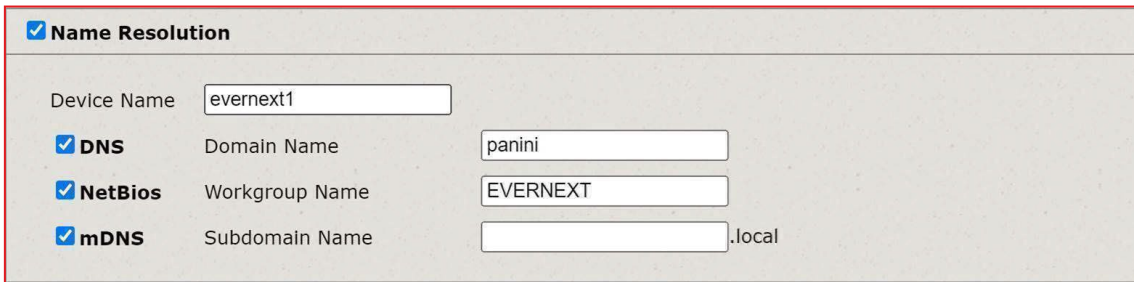 Name Resolution
Device Name evernext1
DNS Domain Name panini
NetBios Workgroup Name EVERNEXT
mDNS Subdomain Name .local